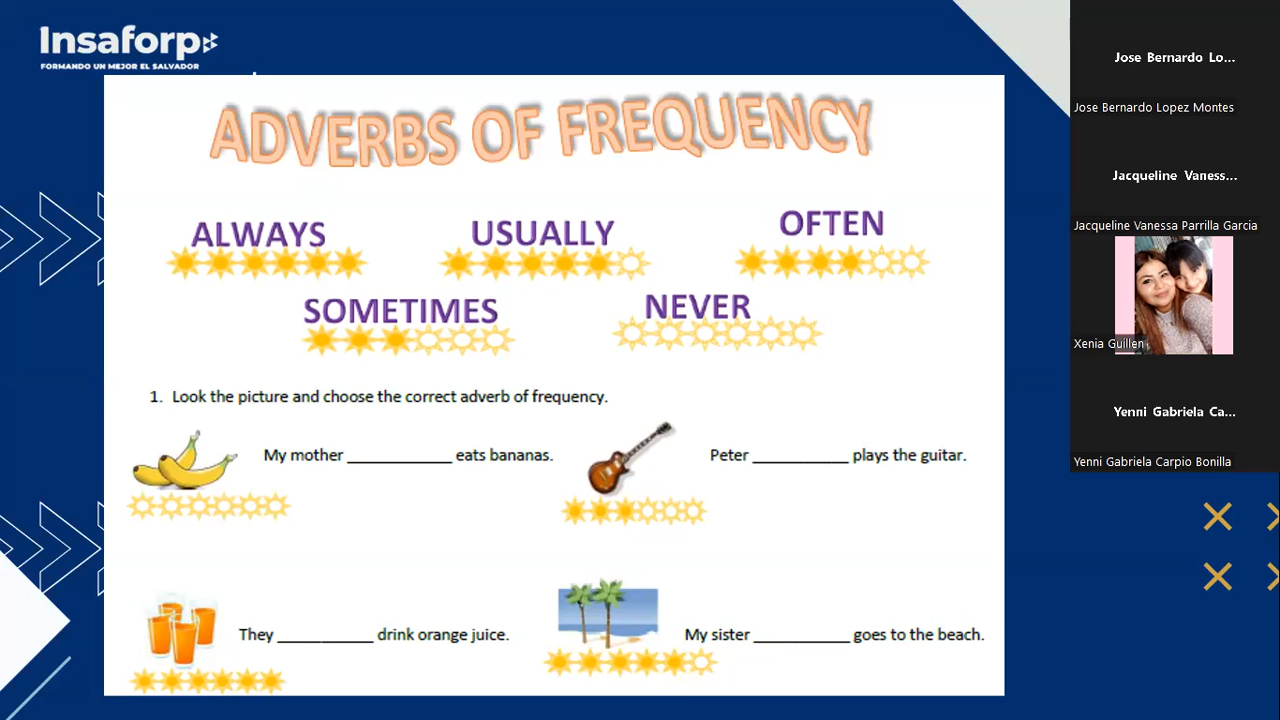 Insaforp
FORMANDO UN MEJOR EL SALVADOR
ADVERBS OF FREQUENCY
ALWAYS
USUALLY
OFTEN
SOMETIMES
NEVER
1. Look the picture and choose the correct adverb of frequency.
My mother ____________ eats bananas.
Peter ___________ plays the guitar.
They ___________ drink orange juice.
My sister ___________ goes to the beach.
Jose Bernardo Lo...
Jose Bernardo Lopez Montes
Jacqueline Vaness...
Jacqueline Vanessa Parrilla Garcia
Xenia Guillen
Yenni Gabriela Ca...
Yenni Gabriela Carpio Bonilla